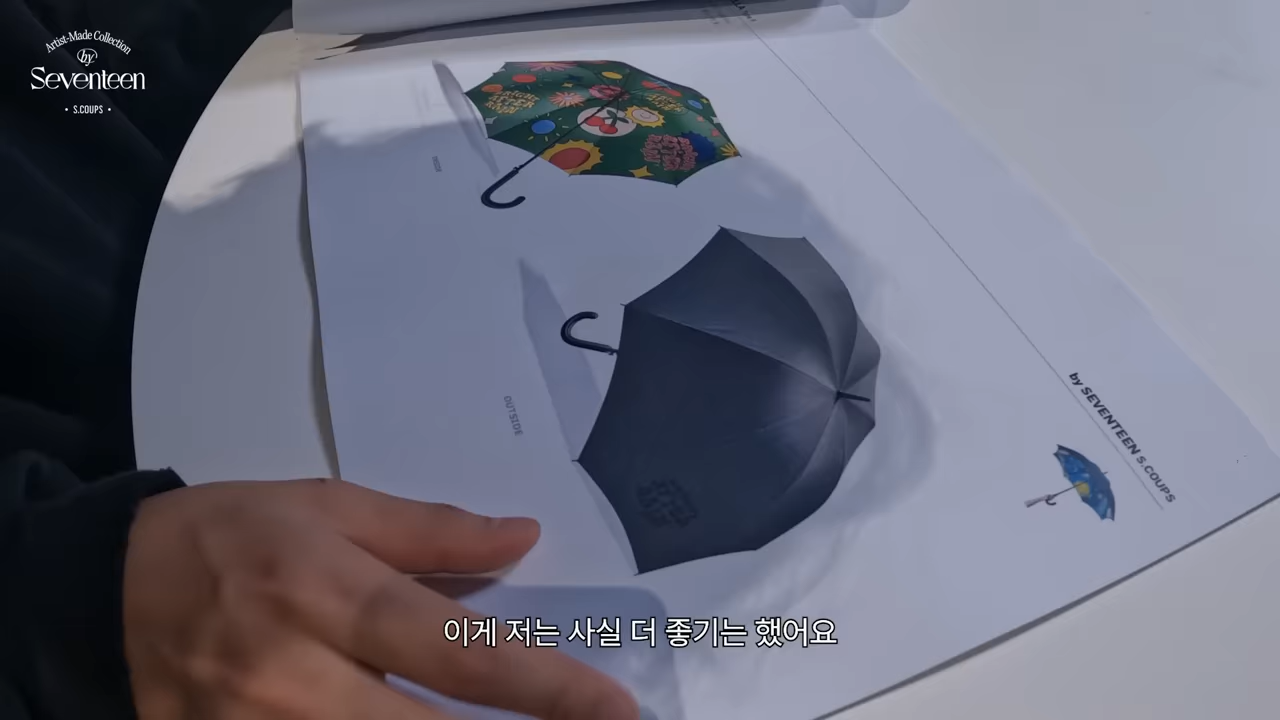 Artist-Made Collection
by
Seventeen
• S.COUPS •
OUTSIDE
by SEVENTEEN S.COUPS
이게 저는 사실 더 좋기는 했어요